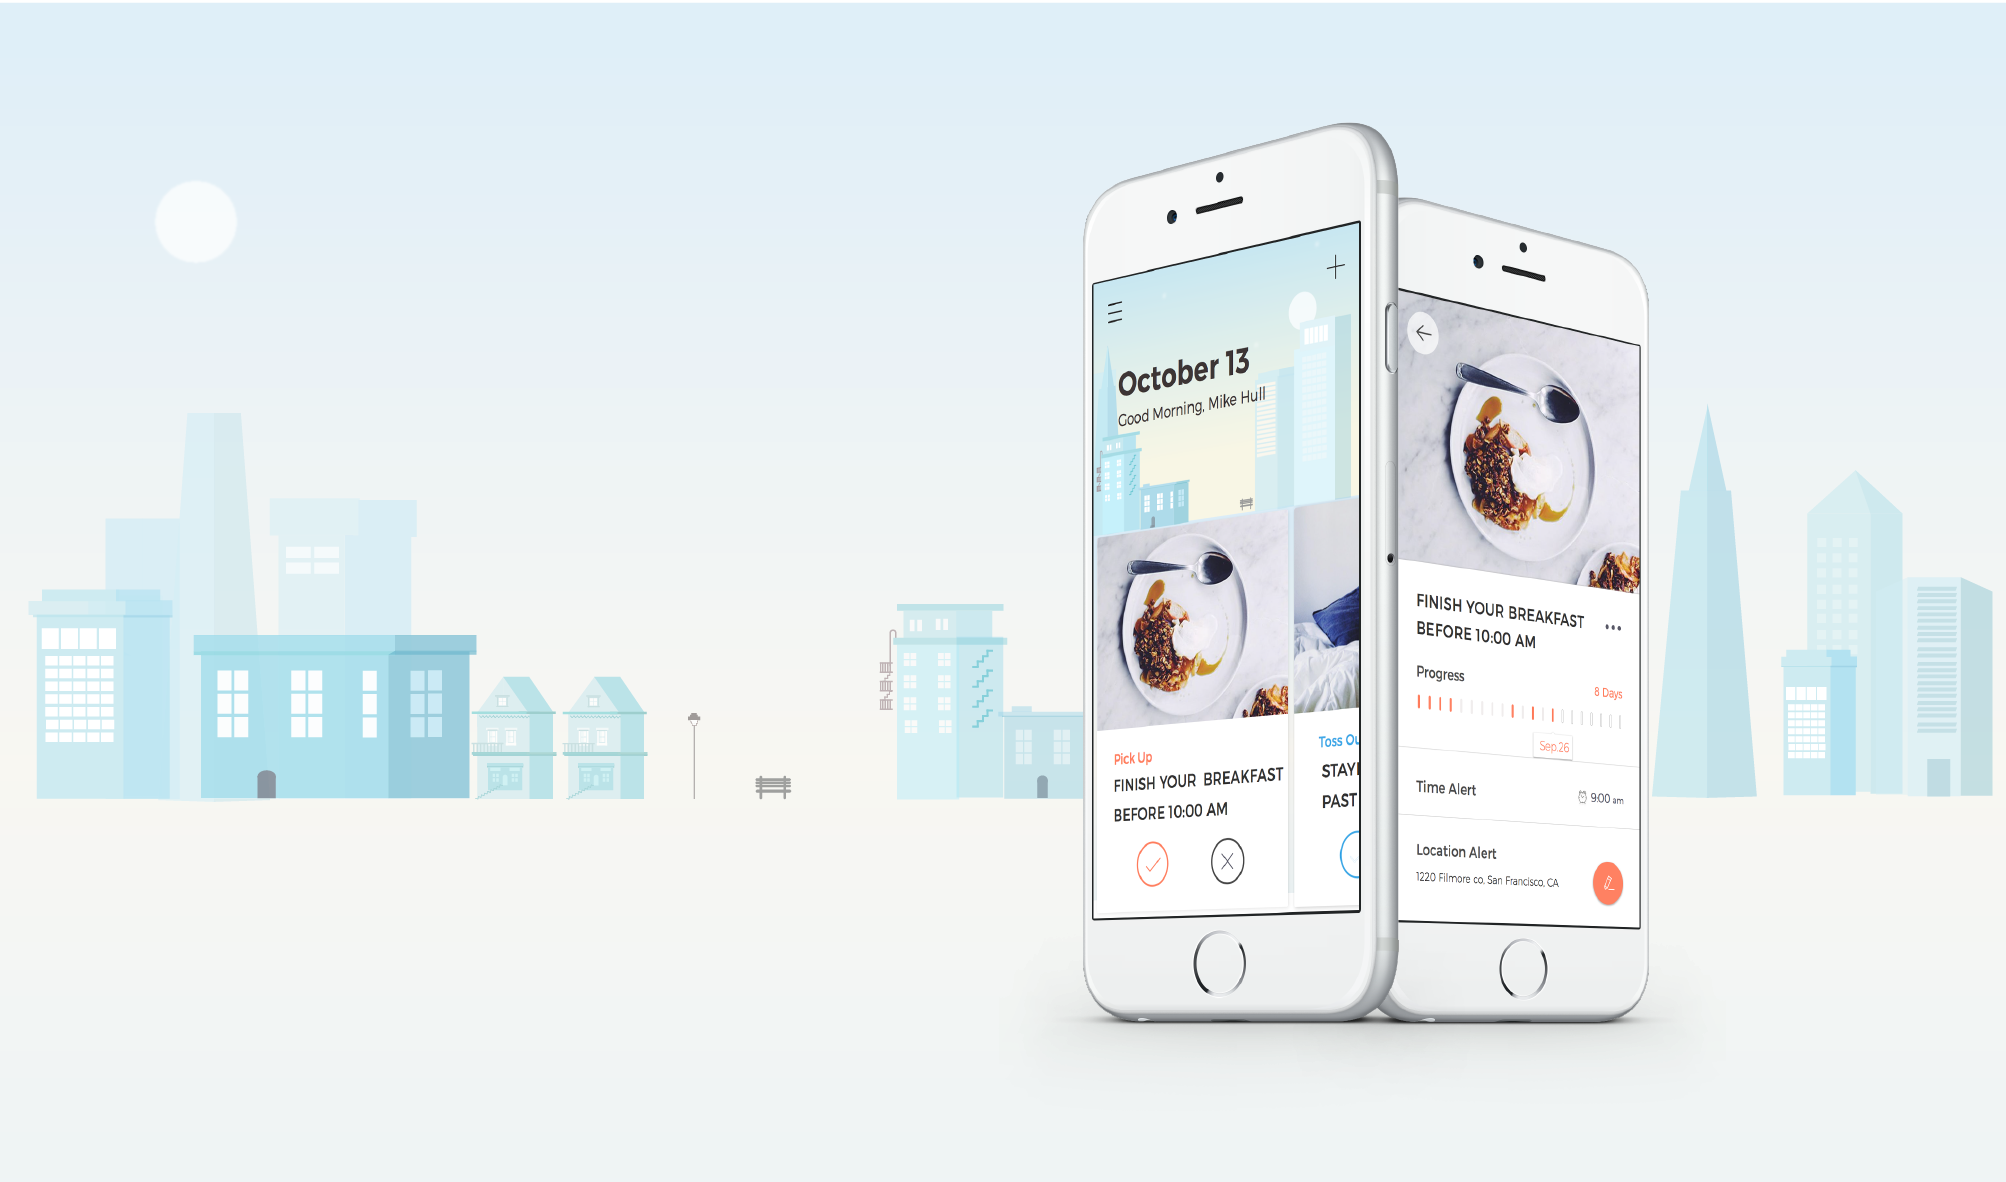 October 13
Good Morning, Mike Hull
Pick Up
FINISH YOUR BREAKFAST
BEFORE 10:00 AM
Toss
PAST
FINISH YOUR BREAKFAST
BEFORE 10:00 AM
Progress
8 Days
Sep.26
Time Alert
9:00 am
Location Alert
1220 Filmore co, San Francisco, CA